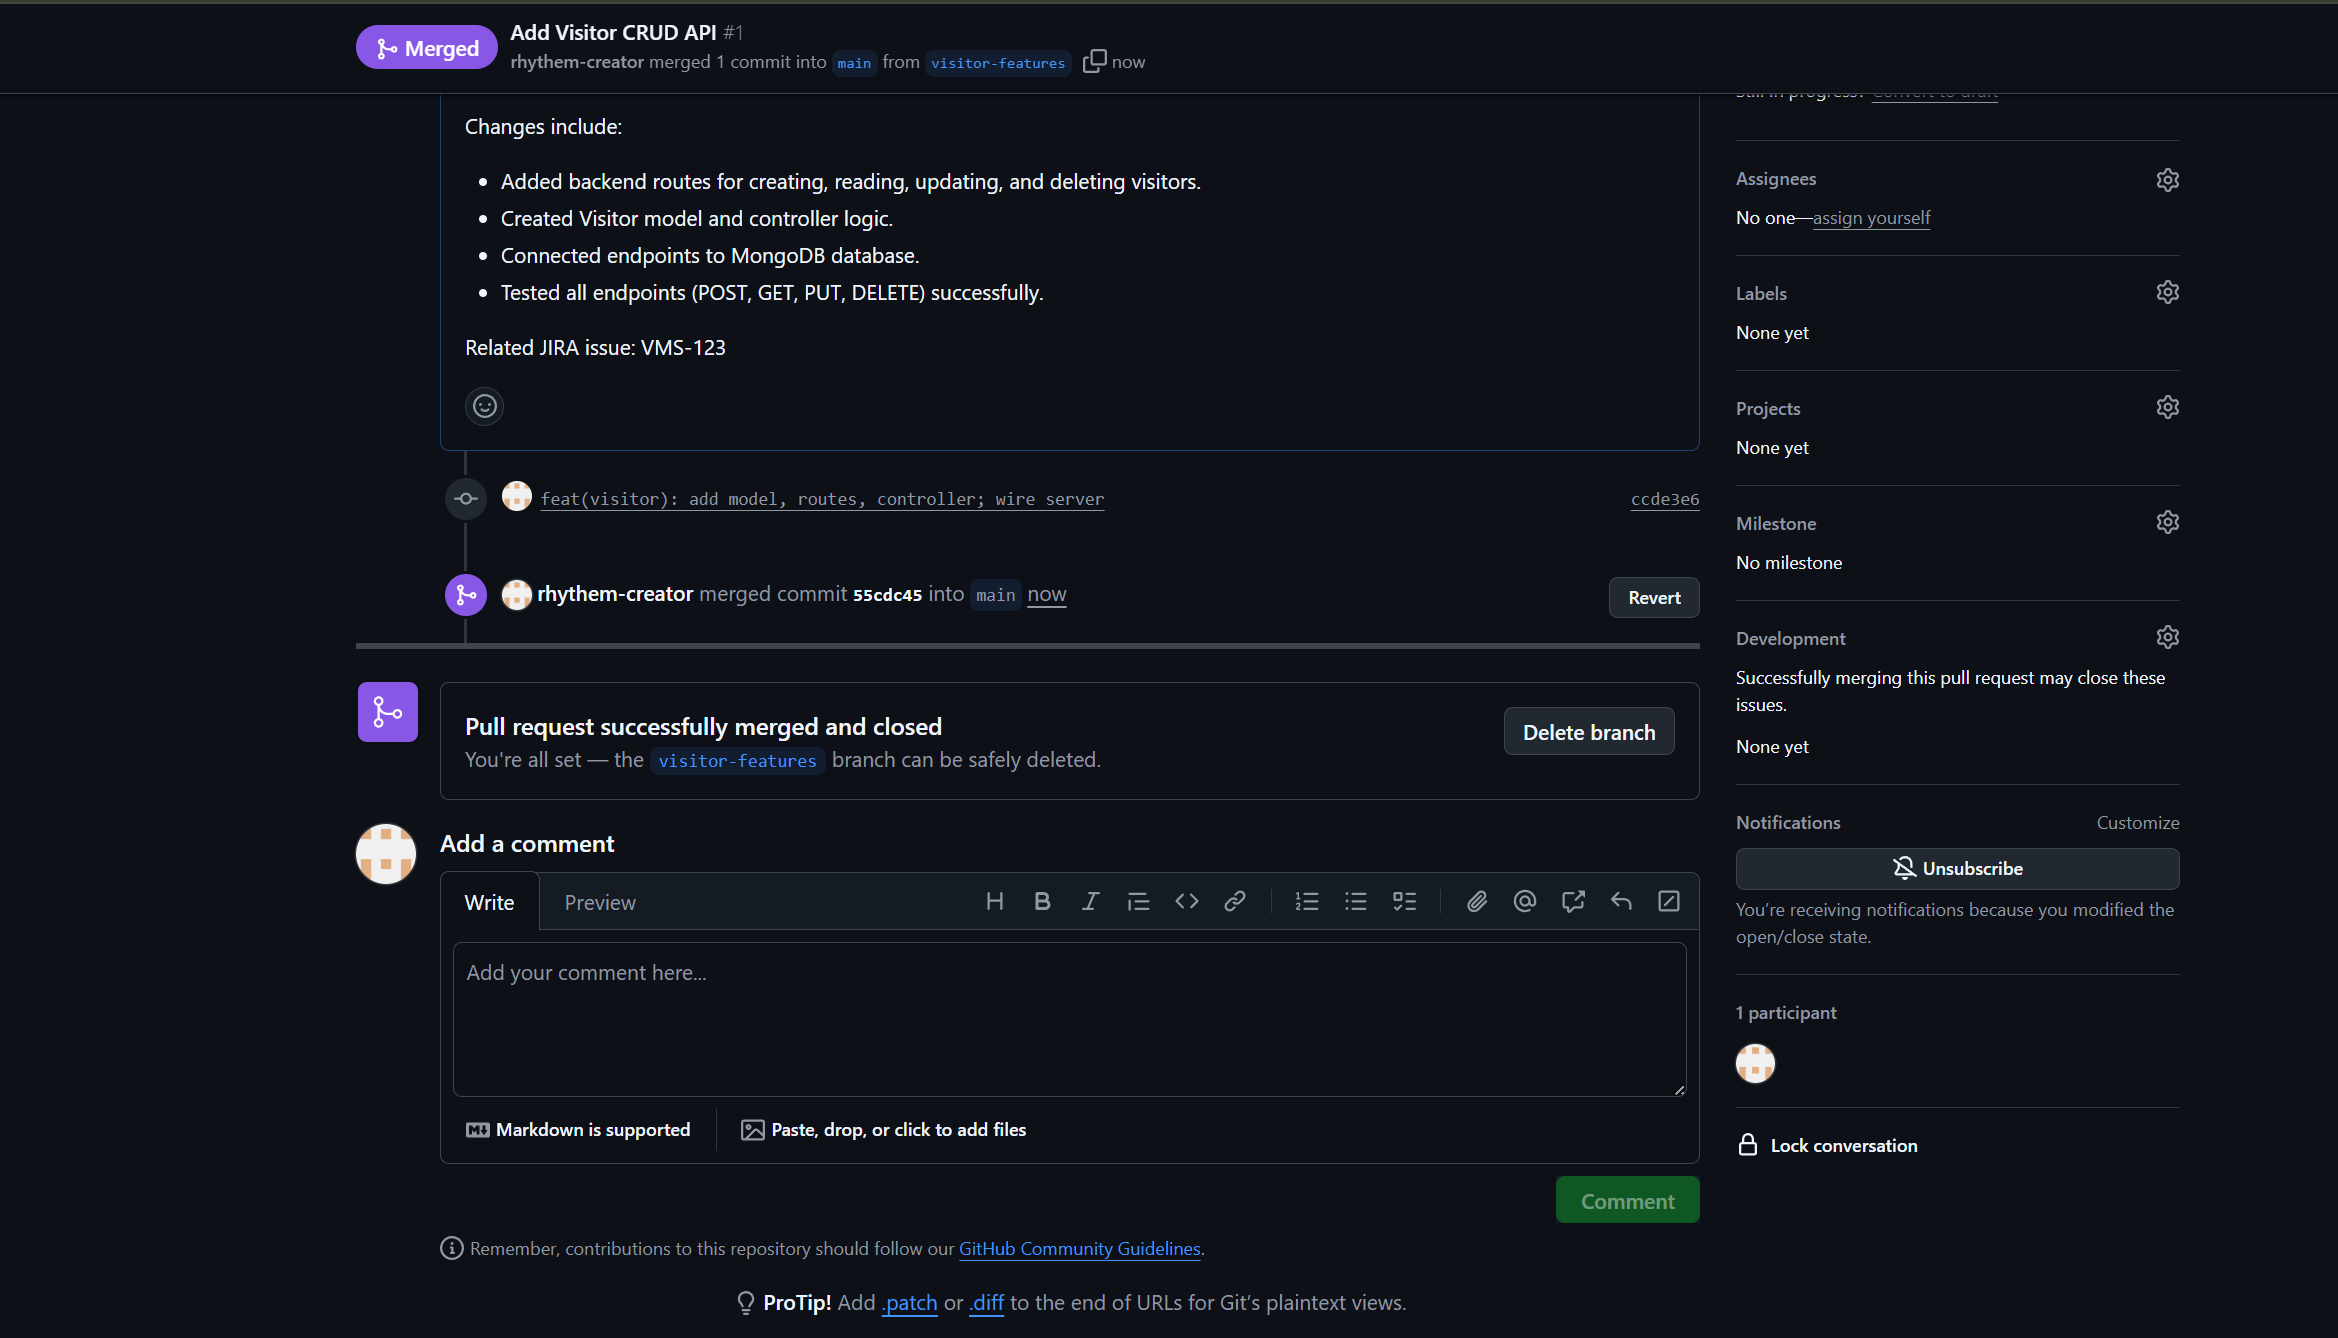 Merged
Add Visitor CRUD API #1
rhythem-creator merged 1 commit into main from visitor-features now
Still in progress? Convert to draft
Changes include:
Added backend routes for creating, reading, updating, and deleting visitors.
Created Visitor model and controller logic.
Connected endpoints to MongoDB database.
Tested all endpoints (POST, GET, PUT, DELETE) successfully.
Related JIRA issue: VMS-123
feat(visitor): add model, routes, controller; wire server ccde3e6
rhythem-creator merged commit 55cdc45 into main now
Revert
Pull request successfully merged and closed
You're all set — the visitor-features branch can be safely deleted.
Delete branch
Add a comment
Write Preview
Add your comment here...
Markdown is supported
Paste, drop, or click to add files
Comment
Remember, contributions to this repository should follow our GitHub Community Guidelines.
ProTip! Add .patch or .diff to the end of URLs for Git’s plaintext views.
Assignees
No one—assign yourself
Labels
None yet
Projects
None yet
Milestone
No milestone
Development
Successfully merging this pull request may close these
issues.
None yet
Notifications Customize
Unsubscribe
You’re receiving notifications because you modified the
open/close state.
1 participant
Lock conversation